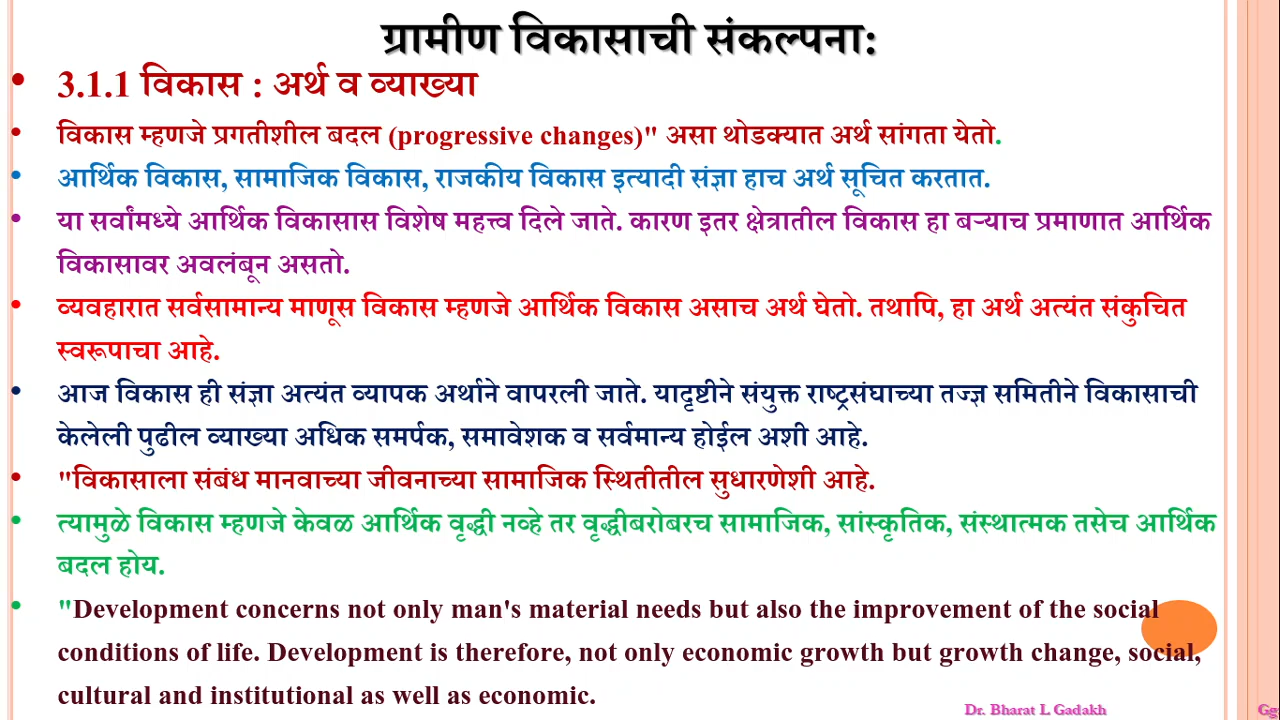 ग्रामीण विकासाची संकल्पना:
• 3.1.1 विकास : अर्थ व व्याख्या
• विकास म्हणजे प्रगतीशील बदल (progressive changes)" असा थोडक्यात अर्थ सांगता येतो.
• आर्थिक विकास, सामाजिक विकास, राजकीय विकास इत्यादी संज्ञा हाच अर्थ सूचित करतात.
• या सर्वांमध्ये आर्थिक विकासास विशेष महत्त्व दिले जाते. कारण इतर क्षेत्रातील विकास हा बऱ्याच प्रमाणात आर्थिक
विकासावर अवलंबून असतो.
• व्यवहारात सर्वसामान्य माणूस विकास म्हणजे आर्थिक विकास असाच अर्थ घेतो. तथापि, हा अर्थ अत्यंत संकुचित
स्वरूपाचा आहे.
• आज विकास ही संज्ञा अत्यंत व्यापक अर्थाने वापरली जाते. यादृष्टीने संयुक्त राष्ट्रसंघाच्या तज्ज्ञ समितीने विकासाची
केलेली पुढील व्याख्या अधिक समर्पक, समावेशक व सर्वमान्य होईल अशी आहे.
• "विकासाला संबंध मानवाच्या जीवनाच्या सामाजिक स्थितीतील सुधारणेशी आहे.
• त्यामुळे विकास म्हणजे केवळ आर्थिक वृद्धी नव्हे तर वृद्धीबरोबरच सामाजिक, सांस्कृतिक, संस्थात्मक तसेच आर्थिक
बदल होय.
• "Development concerns not only man's material needs but also the improvement of the social
conditions of life. Development is therefore, not only economic growth but growth change, social,
cultural and institutional as well as economic.
Dr. Bharat L Gadakh